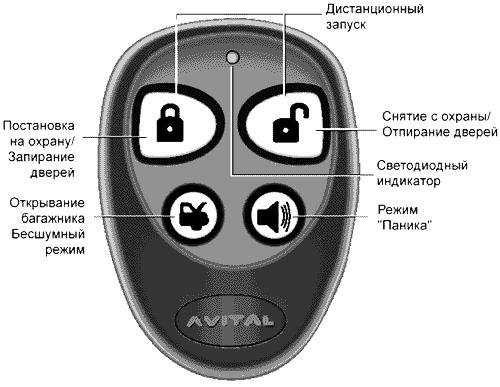 Дистанционный
запуск
Постановка
на охрану/
Запирание
дверей
Снятие с охраны/
Отпирание дверей
Светодиодный
индикатор
Открывание
багажника
Бесшумный
режим
Режим
"Паника"
AVITAL